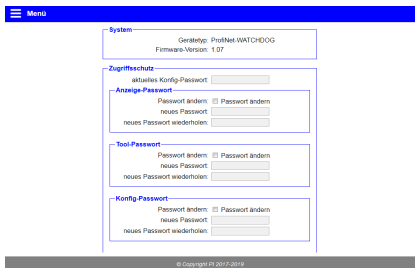 Menü
System
Gerätetyp: ProfiNet-WATCHDOG
Firmware-Version: 1.07
Zugriffsschutz
aktuelles Konfig-Passwort:
Anzeige-Passwort
Passwort ändern: Passwort ändern
neues Passwort:
neues Passwort wiederholen:
Tool-Passwort
Passwort ändern: Passwort ändern
neues Passwort:
neues Passwort wiederholen:
Konfig-Passwort
Passwort ändern: Passwort ändern
neues Passwort:
neues Passwort wiederholen:
© Copyright PI 2017-2019